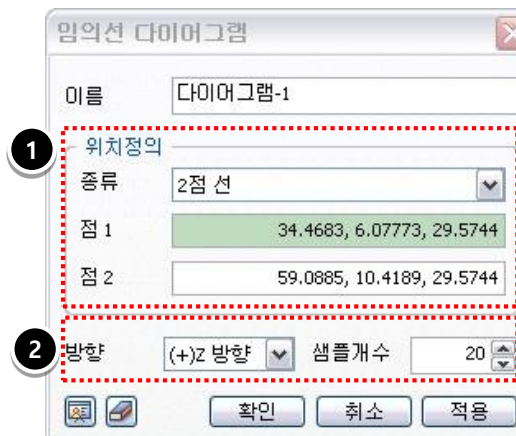 임의선 다이어그램
이름 다이어그램-1
1
위치정의
종류 2점 선
점 1 34.4683, 6.07773, 29.5744
점 2 59.0885, 10.4189, 29.5744
2
방향 (+)Z 방향 샘플개수 20
확인 취소 적용